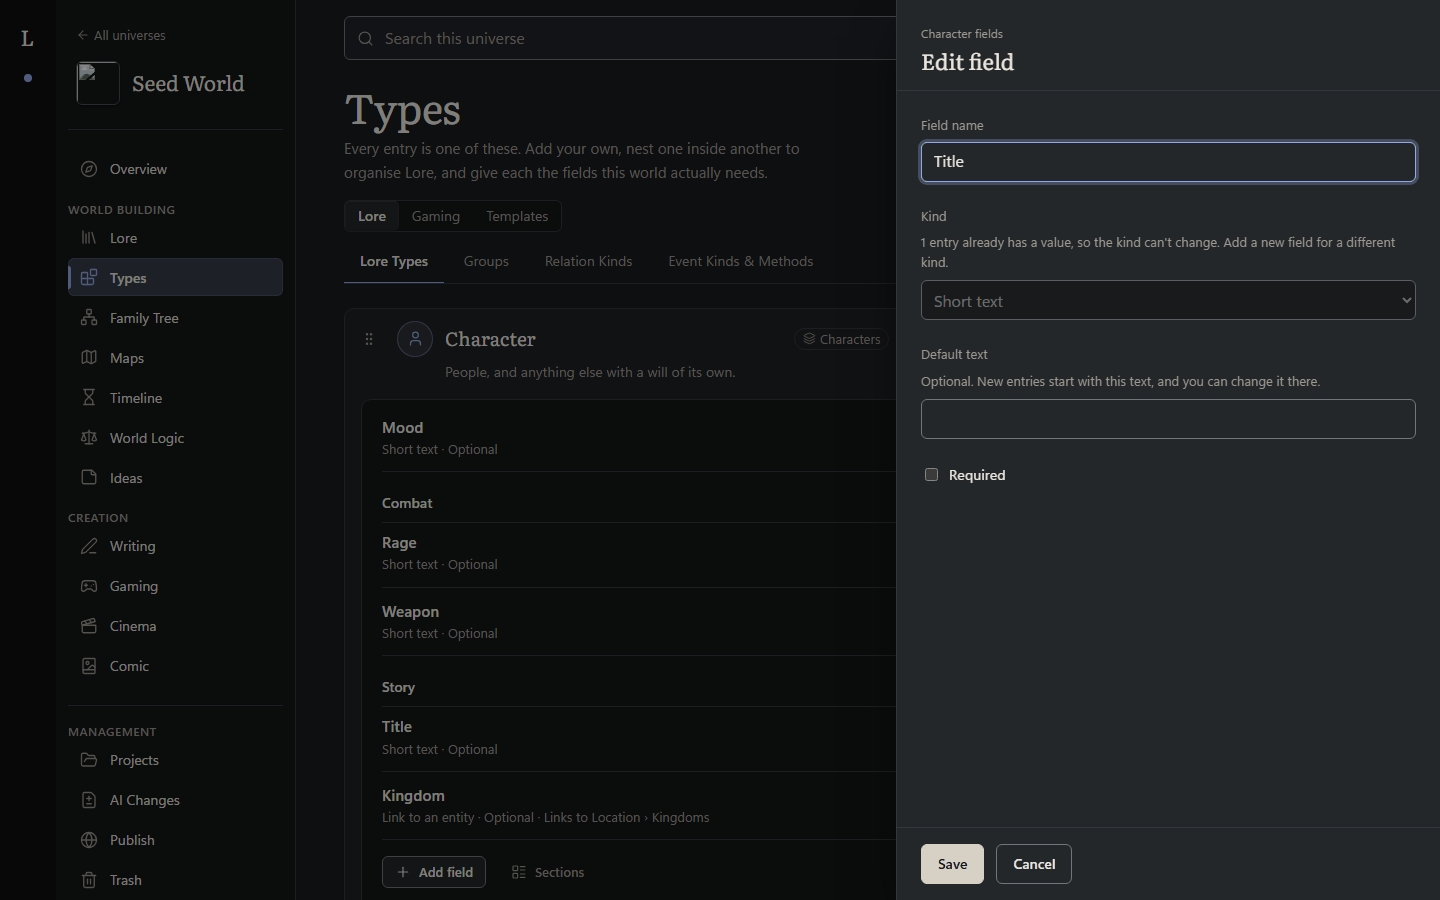 L
All universes
Seed World
Overview
WORLD BUILDING
Lore
Types
Family Tree
Maps
Timeline
World Logic
Ideas
CREATION
Writing
Gaming
Cinema
Comic
MANAGEMENT
Projects
AI Changes
Publish
Trash
Search this universe
Types
Every entry is one of these. Add your own, nest one inside another to
organise Lore, and give each the fields this world actually needs.
Lore Gaming Templates
Lore Types Groups Relation Kinds Event Kinds & Methods
Character
Characters
People, and anything else with a will of its own.
Mood
Short text · Optional
Combat
Rage
Short text · Optional
Weapon
Short text · Optional
Story
Title
Short text · Optional
Kingdom
Link to an entity · Optional · Links to Location › Kingdoms
Add field
Sections
Character fields
Edit field
Field name
Title
Kind
1 entry already has a value, so the kind can't change. Add a new field for a different
kind.
Short text
Default text
Optional. New entries start with this text, and you can change it there.
Required
Save
Cancel